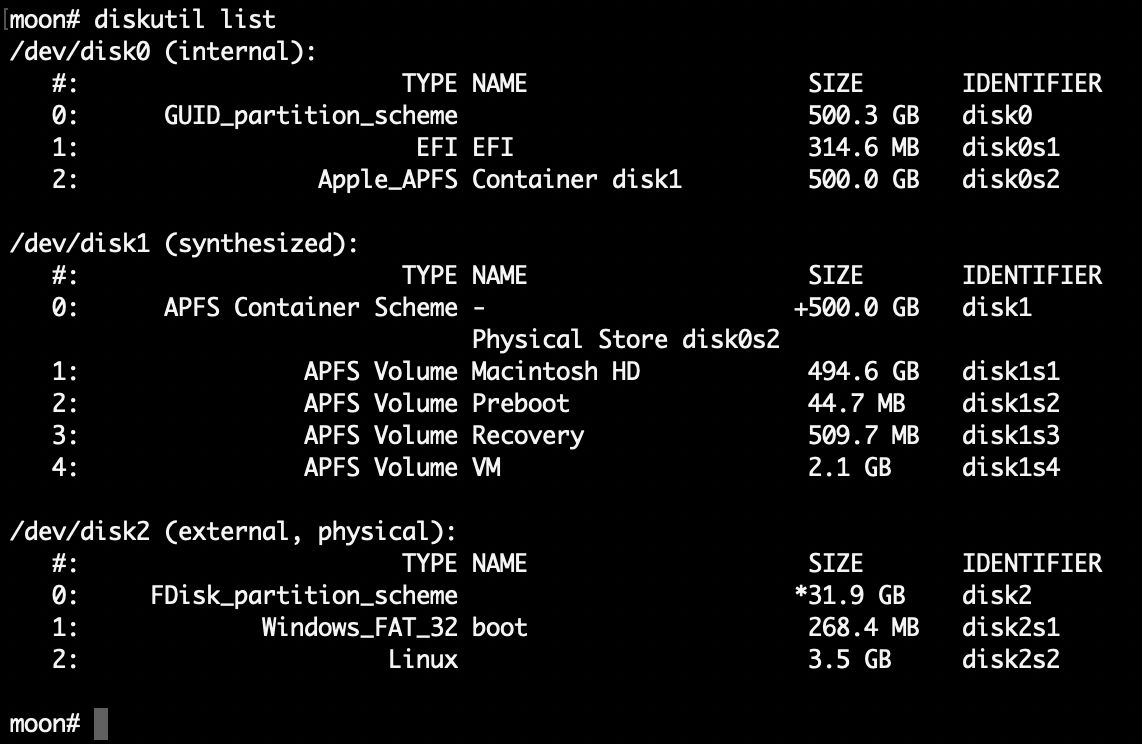 moon# diskutil list
/dev/disk0 (internal):
   #:                       TYPE NAME                    SIZE       IDENTIFIER
   0:      GUID_partition_scheme                         500.3 GB   disk0
   1:                        EFI EFI                     314.6 MB   disk0s1
   2:                 Apple_APFS Container disk1         500.0 GB   disk0s2

/dev/disk1 (synthesized):
   #:                       TYPE NAME                    SIZE       IDENTIFIER
   0:      APFS Container Scheme -                      +500.0 GB   disk1
                                 Physical Store disk0s2
   1:                APFS Volume Macintosh HD            494.6 GB   disk1s1
   2:                APFS Volume Preboot                 44.7 MB    disk1s2
   3:                APFS Volume Recovery                509.7 MB   disk1s3
   4:                APFS Volume VM                      2.1 GB     disk1s4

/dev/disk2 (external, physical):
   #:                       TYPE NAME                    SIZE       IDENTIFIER
   0:     FDisk_partition_scheme                        *31.9 GB    disk2
   1:             Windows_FAT_32 boot                    268.4 MB   disk2s1
   2:                      Linux                         3.5 GB     disk2s2

moon#